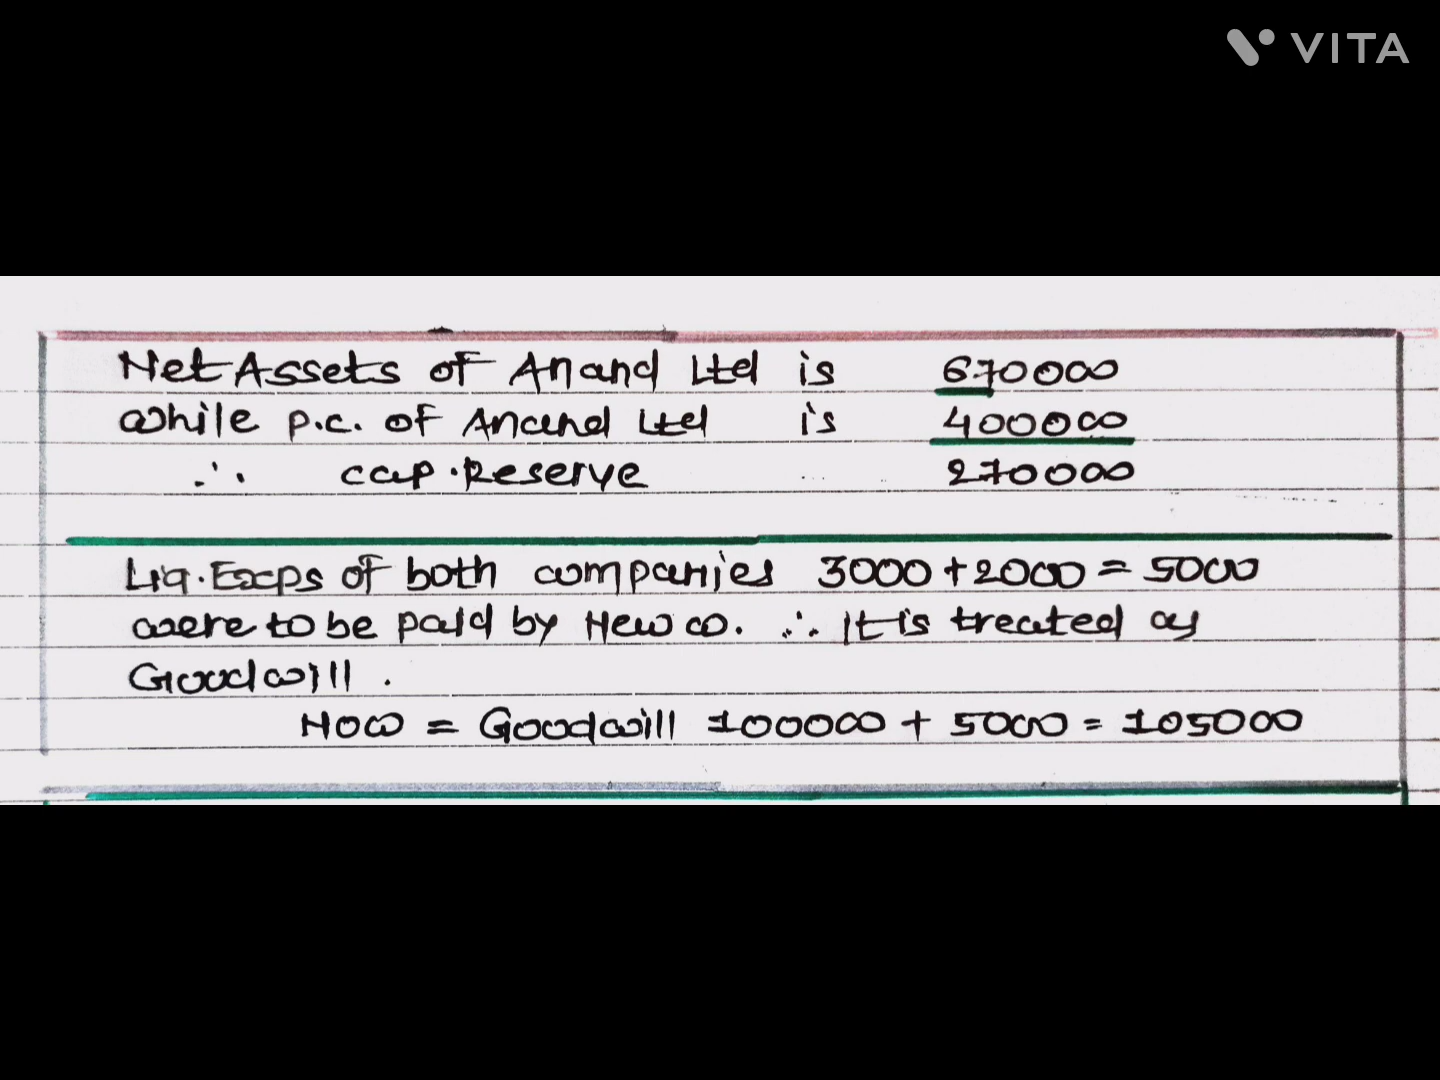 VITA
Net Assets of Anand Ltd is 670000
while p.c. of Anand Ltd is 400000
∴ cap.Reserve 270000
Liq.Exps of both companies 3000+2000=5000
were to be paid by New co. ∴ It is treated as
Goodwill.
Now = Goodwill 100000 + 5000 = 105000